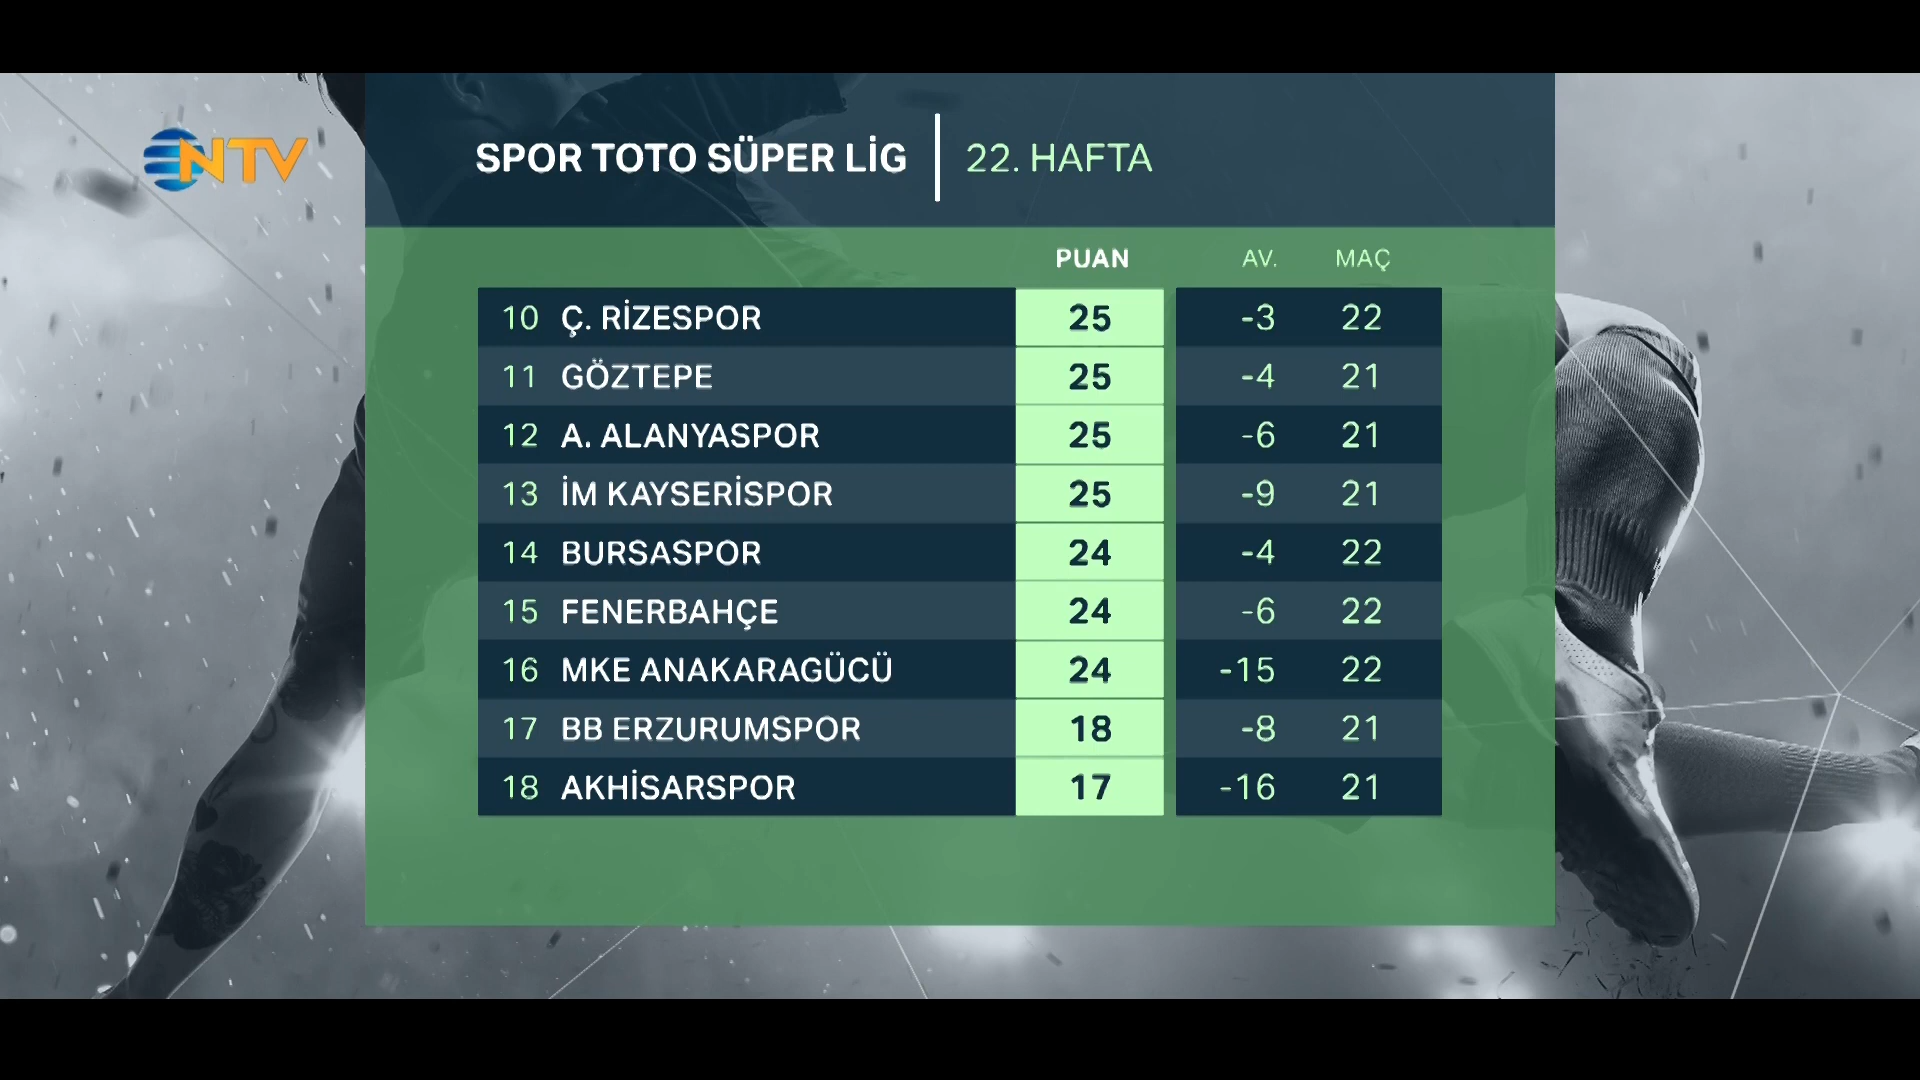 NTV
SPOR TOTO SÜPER LİG 22. HAFTA
PUAN AV. MAÇ
10 Ç. RİZESPOR 25 -3 22
11 GÖZTEPE 25 -4 21
12 A. ALANYASPOR 25 -6 21
13 İM KAYSERİSPOR 25 -9 21
14 BURSASPOR 24 -4 22
15 FENERBAHÇE 24 -6 22
16 MKE ANAKARAGÜCÜ 24 -15 22
17 BB ERZURUMSPOR 18 -8 21
18 AKHİSARSPOR 17 -16 21